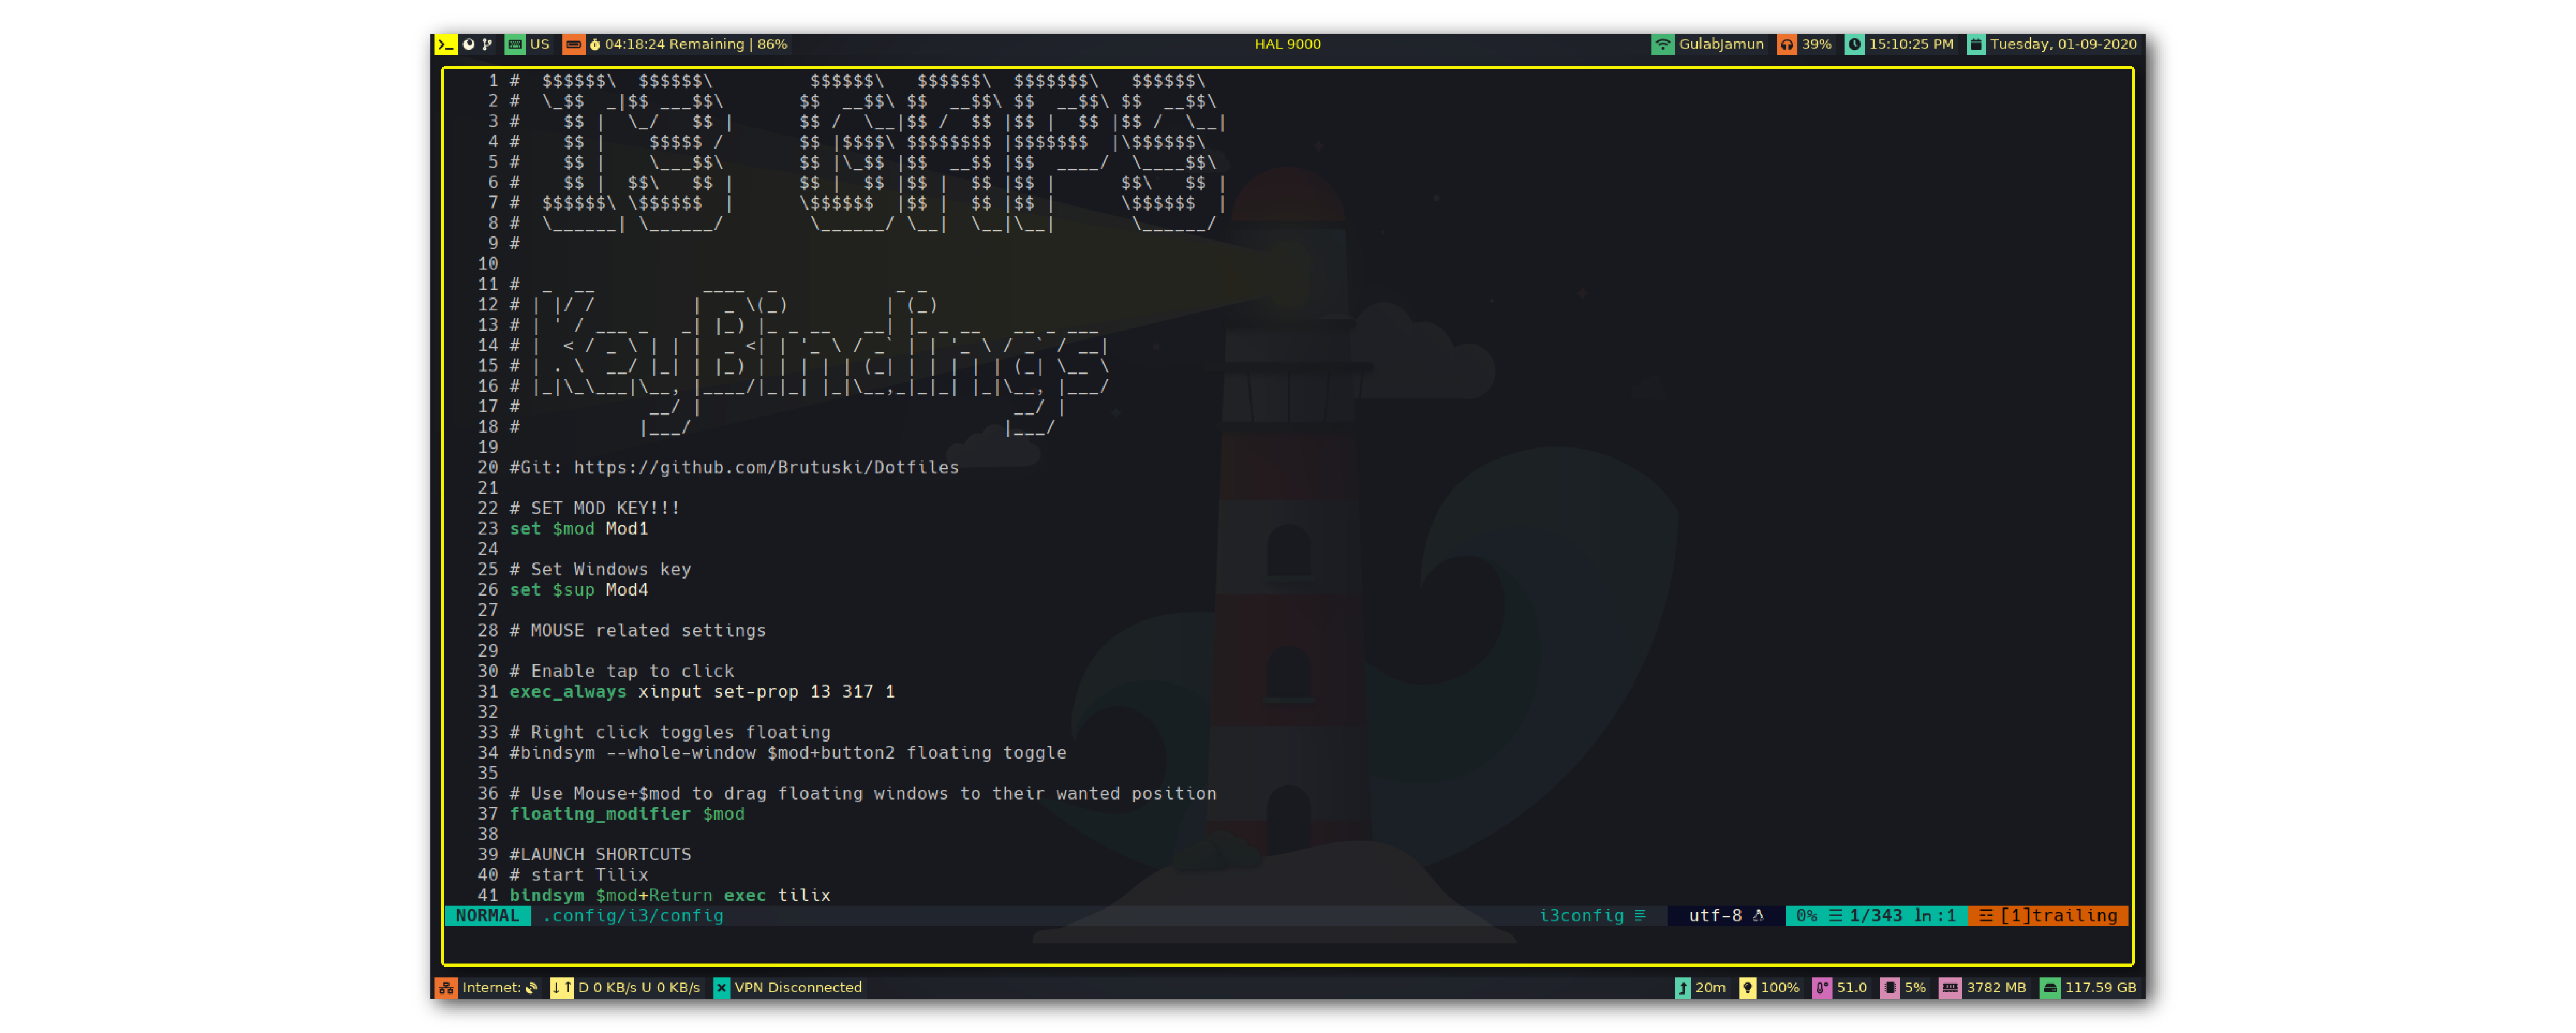 US 04:18:24 Remaining | 86% HAL 9000 GulabJamun 39% 15:10:25 PM Tuesday, 01-09-2020
1 #  $$$$$$\  $$$$$$\         $$$$$$\   $$$$$$\  $$$$$$$\   $$$$$$\
2 #  \_$$  _|$$ ___$$\       $$  __$$\ $$  __$$\ $$  __$$\ $$  __$$\
3 #    $$ |  \_/   $$ |      $$ /  \__|$$ /  $$ |$$ |  $$ |$$ /  \__|
4 #    $$ |    $$$$$ /       $$ |$$$$\ $$$$$$$$ |$$$$$$$  |\$$$$$$\
5 #    $$ |    \___$$\       $$ |\_$$ |$$  __$$ |$$  ____/  \____$$\
6 #    $$ |  $$\   $$ |      $$ |  $$ |$$ |  $$ |$$ |      $$\   $$ |
7 #  $$$$$$\ \$$$$$$  |      \$$$$$$  |$$ |  $$ |$$ |      \$$$$$$  |
8 #  \______| \______/        \______/ \__|  \__|\__|       \______/
9 #
10
11 #  _  __          ____  _           _ _
12 # | |/ /         |  _ \(_)         | (_)
13 # | ' / ___ _   _| |_) |_ _ __   __| |_ _ __   __ _ ___
14 # |  < / _ \ | | |  _ <| | '_ \ / _` | | '_ \ / _` / __|
15 # | . \  __/ |_| | |_) | | | | | (_| | | | | | (_| \__ \
16 # |_|\_\___|\__, |____/|_|_| |_|\__,_|_|_| |_|\__, |___/
17 #            __/ |                             __/ |
18 #           |___/                             |___/
19
20 #Git: https://github.com/Brutuski/Dotfiles
21
22 # SET MOD KEY!!!
23 set $mod Mod1
24
25 # Set Windows key
26 set $sup Mod4
27
28 # MOUSE related settings
29
30 # Enable tap to click
31 exec_always xinput set-prop 13 317 1
32
33 # Right click toggles floating
34 #bindsym --whole-window $mod+button2 floating toggle
35
36 # Use Mouse+$mod to drag floating windows to their wanted position
37 floating_modifier $mod
38
39 #LAUNCH SHORTCUTS
40 # start Tilix
41 bindsym $mod+Return exec tilix
NORMAL .config/i3/config i3config utf-8 0% ☰ 1/343 ln :1 [1]trailing
Internet: ↓↑ D 0 KB/s U 0 KB/s VPN Disconnected 20m 100% 51.0 5% 3782 MB 117.59 GB